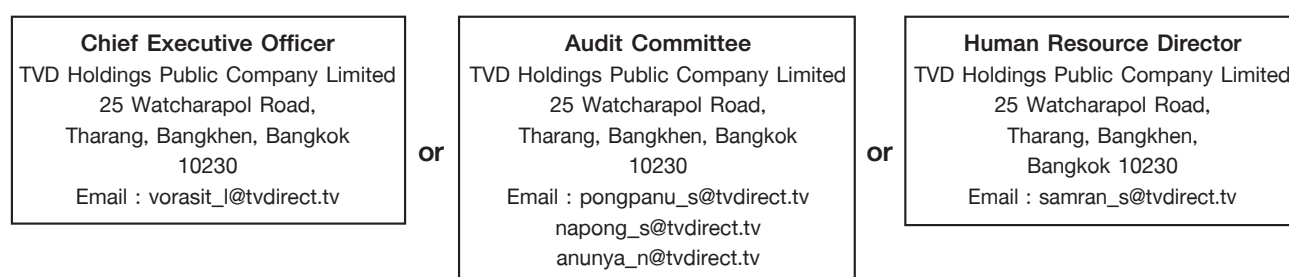 Chief Executive Officer
TVD Holdings Public Company Limited
25 Watcharapol Road,
Tharang, Bangkhen, Bangkok
10230
Email : vorasit_l@tvdirect.tv
or
Audit Committee
TVD Holdings Public Company Limited
25 Watcharapol Road,
Tharang, Bangkhen, Bangkok
10230
Email : pongpanu_s@tvdirect.tv
napong_s@tvdirect.tv
anunya_n@tvdirect.tv
or
Human Resource Director
TVD Holdings Public Company Limited
25 Watcharapol Road,
Tharang, Bangkhen,
Bangkok 10230
Email : samran_s@tvdirect.tv